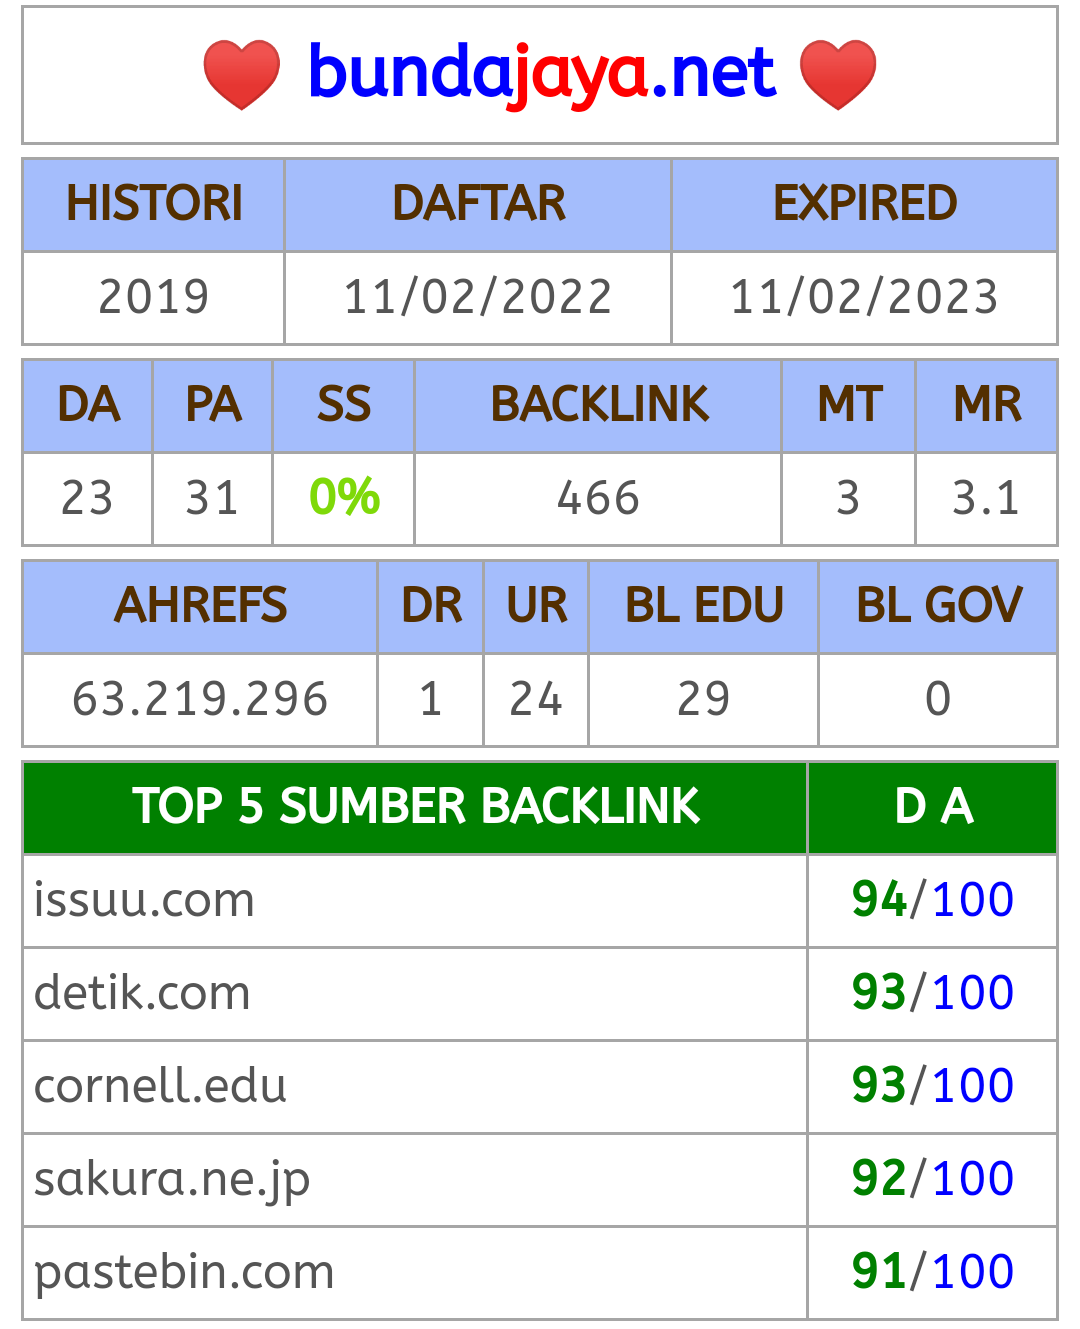 bundajaya.net
HISTORI DAFTAR EXPIRED
2019 11/02/2022 11/02/2023
DA PA SS BACKLINK MT MR
23 31 0% 466 3 3.1
AHREFS DR UR BL EDU BL GOV
63.219.296 1 24 29 0
TOP 5 SUMBER BACKLINK D A
issuu.com 94/100
detik.com 93/100
cornell.edu 93/100
sakura.ne.jp 92/100
pastebin.com 91/100